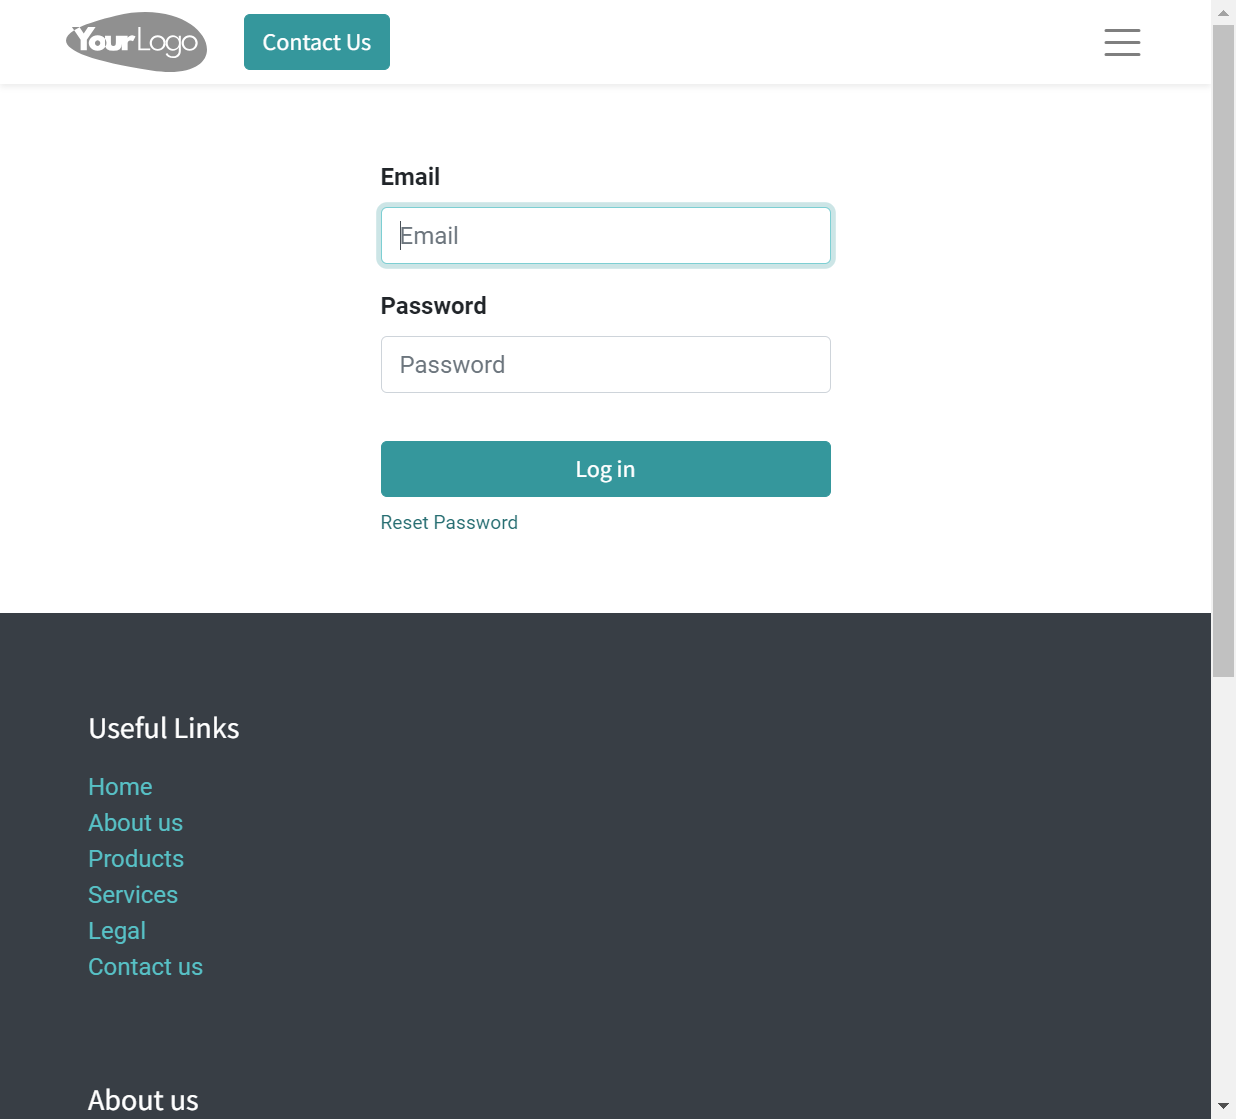 YourLogo
Contact Us
Email
Email
Password
Password
Log in
Reset Password
Useful Links
Home
About us
Products
Services
Legal
Contact us
About us